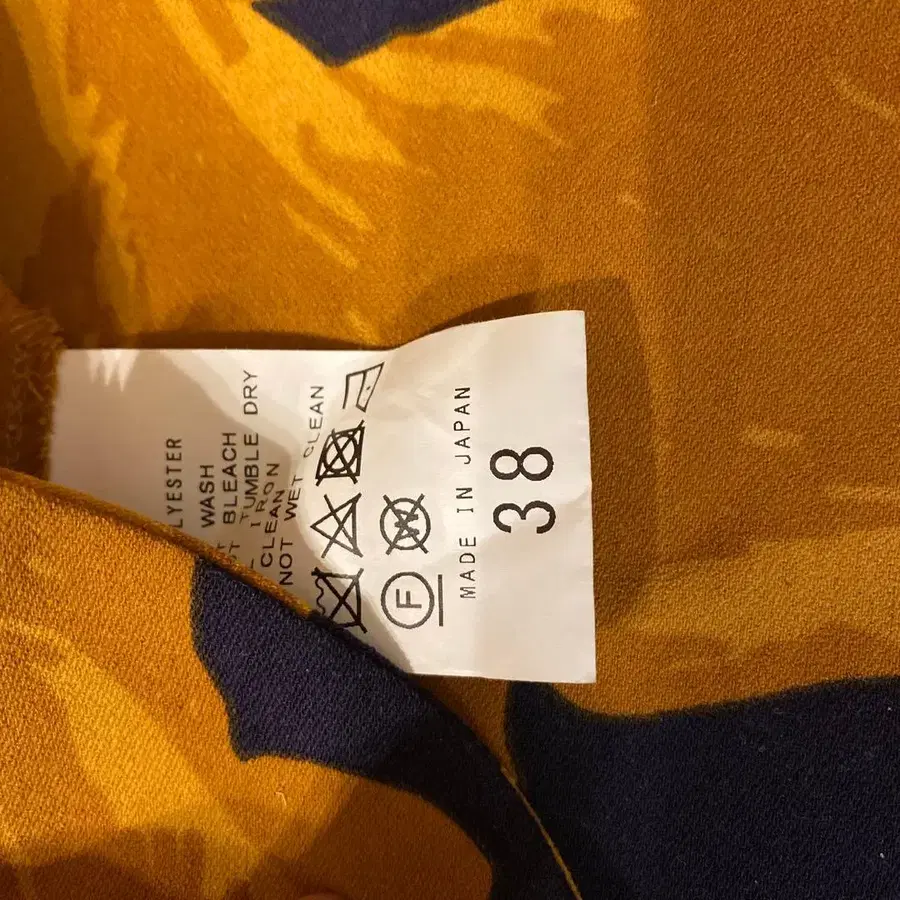 LYESTER
WASH
T BLEACH
TUMBLE DRY
IRON
CLEAN
NOT WET CLEAN
F
W
MADE IN JAPAN
38